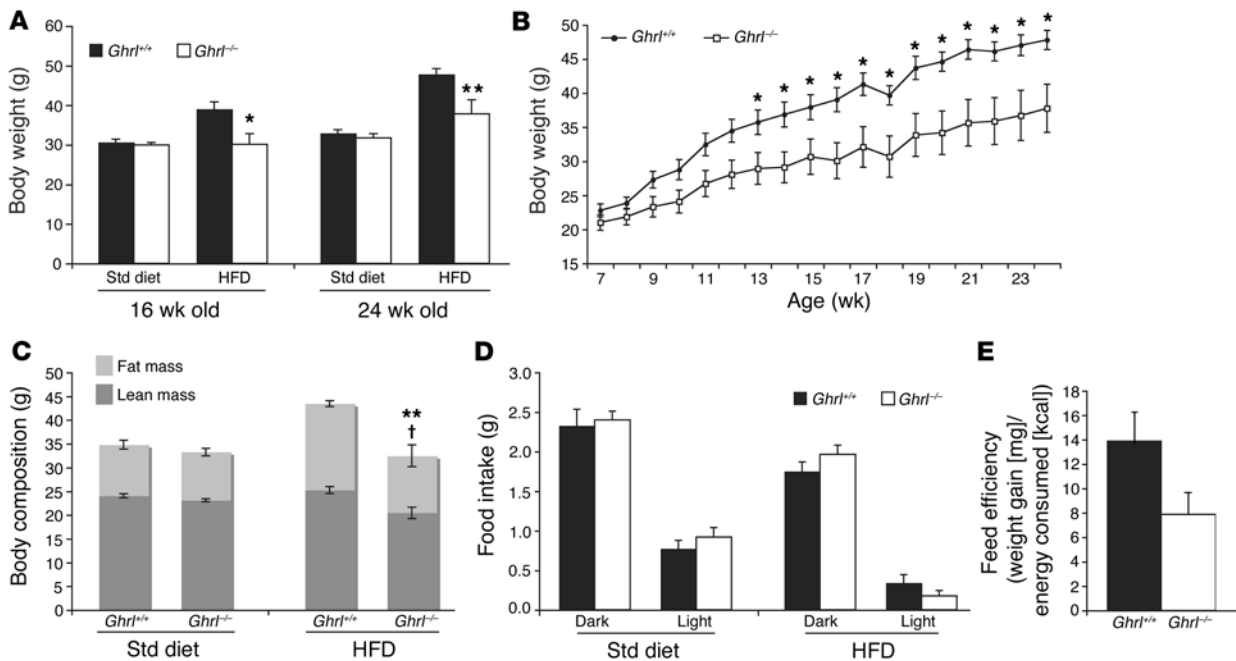 A
Body weight (g)
60
50
40
30
20
10
0
Ghrl+/+ Ghrl–/–
*
**
Std diet HFD Std diet HFD
16 wk old 24 wk old
B
Body weight (g)
50
45
40
35
30
25
20
15
Ghrl+/+ Ghrl–/–
* * * * * * * * * * * *
7 9 11 13 15 17 19 21 23
Age (wk)
C
Fat mass
Lean mass
Body composition (g)
50
45
40
35
30
25
20
15
10
5
0
**
†
Ghrl+/+ Ghrl–/– Ghrl+/+ Ghrl–/–
Std diet HFD
D
Food intake (g)
3.0
2.5
2.0
1.5
1.0
0.5
0.0
Ghrl+/+ Ghrl–/–
Dark Light Dark Light
Std diet HFD
E
Feed efficiency
(weight gain [mg]/
energy consumed [kcal])
18
16
14
12
10
8
6
4
2
0
Ghrl+/+ Ghrl–/–